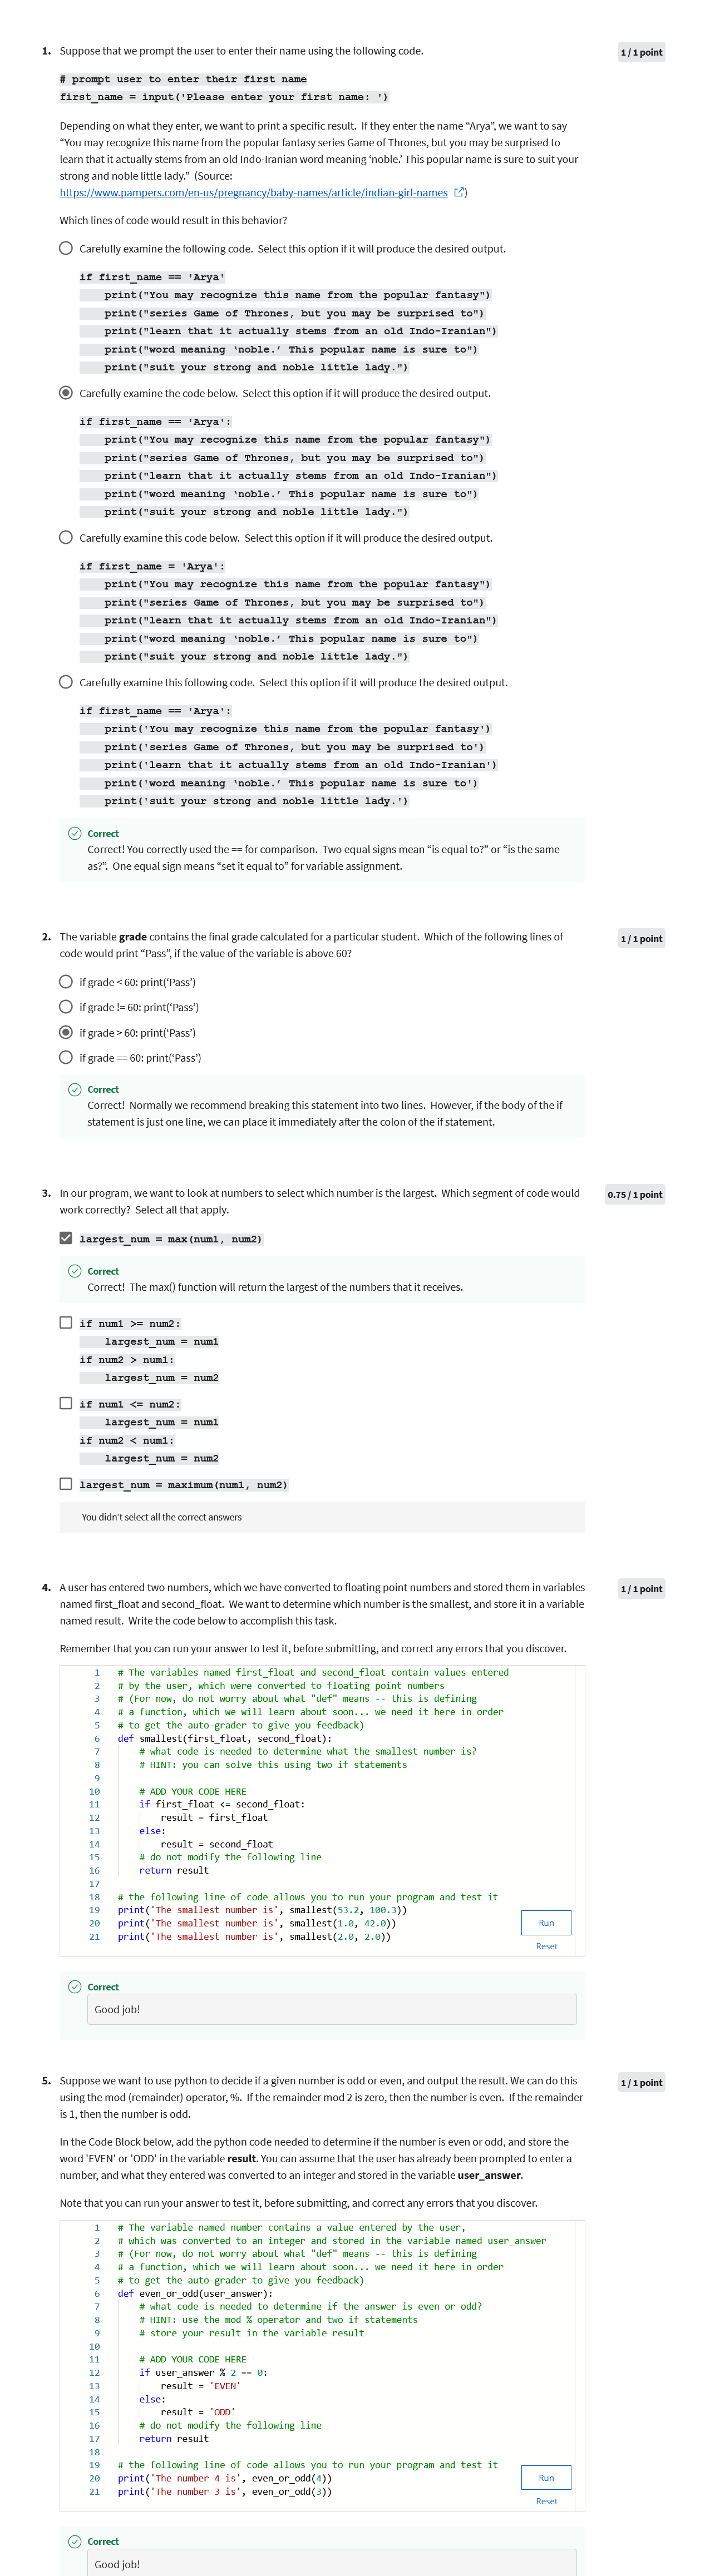 1. Suppose that we prompt the user to enter their name using the following code.
1 / 1 point
# prompt user to enter their first name
first_name = input('Please enter your first name: ')
Depending on what they enter, we want to print a specific result.  If they enter the name “Arya”, we want to say
“You may recognize this name from the popular fantasy series Game of Thrones, but you may be surprised to
learn that it actually stems from an old Indo-Iranian word meaning ‘noble.’ This popular name is sure to suit your
strong and noble little lady.”  (Source:
https://www.pampers.com/en-us/pregnancy/baby-names/article/indian-girl-names )
Which lines of code would result in this behavior?
Carefully examine the following code.  Select this option if it will produce the desired output.
if first_name == 'Arya'
    print("You may recognize this name from the popular fantasy")
    print("series Game of Thrones, but you may be surprised to")
    print("learn that it actually stems from an old Indo-Iranian")
    print("word meaning ‘noble.’ This popular name is sure to")
    print("suit your strong and noble little lady.")
Carefully examine the code below.  Select this option if it will produce the desired output.
if first_name == 'Arya':
    print("You may recognize this name from the popular fantasy")
    print("series Game of Thrones, but you may be surprised to")
    print("learn that it actually stems from an old Indo-Iranian")
    print("word meaning ‘noble.’ This popular name is sure to")
    print("suit your strong and noble little lady.")
Carefully examine this code below.  Select this option if it will produce the desired output.
if first_name = 'Arya':
    print("You may recognize this name from the popular fantasy")
    print("series Game of Thrones, but you may be surprised to")
    print("learn that it actually stems from an old Indo-Iranian")
    print("word meaning ‘noble.’ This popular name is sure to")
    print("suit your strong and noble little lady.")
Carefully examine this following code.  Select this option if it will produce the desired output.
if first_name == 'Arya':
    print('You may recognize this name from the popular fantasy')
    print('series Game of Thrones, but you may be surprised to')
    print('learn that it actually stems from an old Indo-Iranian')
    print('word meaning ‘noble.’ This popular name is sure to')
    print('suit your strong and noble little lady.')
Correct
Correct! You correctly used the == for comparison.  Two equal signs mean “is equal to?” or “is the same
as?”.  One equal sign means “set it equal to” for variable assignment.
2. The variable grade contains the final grade calculated for a particular student.  Which of the following lines of
code would print “Pass”, if the value of the variable is above 60?
1 / 1 point
if grade < 60: print(‘Pass’)
if grade != 60: print(‘Pass’)
if grade > 60: print(‘Pass’)
if grade == 60: print(‘Pass’)
Correct
Correct!  Normally we recommend breaking this statement into two lines.  However, if the body of the if
statement is just one line, we can place it immediately after the colon of the if statement.
3. In our program, we want to look at numbers to select which number is the largest.  Which segment of code would
work correctly?  Select all that apply.
0.75 / 1 point
largest_num = max(num1, num2)
Correct
Correct!  The max() function will return the largest of the numbers that it receives.
if num1 >= num2:
    largest_num = num1
if num2 > num1:
    largest_num = num2
if num1 <= num2:
    largest_num = num1
if num2 < num1:
    largest_num = num2
largest_num = maximum(num1, num2)
You didn’t select all the correct answers
4. A user has entered two numbers, which we have converted to floating point numbers and stored them in variables
named first_float and second_float.  We want to determine which number is the smallest, and store it in a variable
named result.  Write the code below to accomplish this task.
1 / 1 point
Remember that you can run your answer to test it, before submitting, and correct any errors that you discover.
1 # The variables named first_float and second_float contain values entered
2 # by the user, which were converted to floating point numbers
3 # (For now, do not worry about what "def" means -- this is defining
4 # a function, which we will learn about soon... we need it here in order
5 # to get the auto-grader to give you feedback)
6 def smallest(first_float, second_float):
7     # what code is needed to determine what the smallest number is?
8     # HINT: you can solve this using two if statements
9
10     # ADD YOUR CODE HERE
11     if first_float <= second_float:
12         result = first_float
13     else:
14         result = second_float
15     # do not modify the following line
16     return result
17
18 # the following line of code allows you to run your program and test it
19 print('The smallest number is', smallest(53.2, 100.3))
20 print('The smallest number is', smallest(1.0, 42.0))
21 print('The smallest number is', smallest(2.0, 2.0))
Run
Reset
Correct
Good job!
5. Suppose we want to use python to decide if a given number is odd or even, and output the result. We can do this
using the mod (remainder) operator, %.  If the remainder mod 2 is zero, then the number is even.  If the remainder
is 1, then the number is odd.
1 / 1 point
In the Code Block below, add the python code needed to determine if the number is even or odd, and store the
word 'EVEN' or 'ODD' in the variable result. You can assume that the user has already been prompted to enter a
number, and what they entered was converted to an integer and stored in the variable user_answer.
Note that you can run your answer to test it, before submitting, and correct any errors that you discover.
1 # The variable named number contains a value entered by the user,
2 # which was converted to an integer and stored in the variable named user_answer
3 # (For now, do not worry about what "def" means -- this is defining
4 # a function, which we will learn about soon... we need it here in order
5 # to get the auto-grader to give you feedback)
6 def even_or_odd(user_answer):
7     # what code is needed to determine if the answer is even or odd?
8     # HINT: use the mod % operator and two if statements
9     # store your result in the variable result
10
11     # ADD YOUR CODE HERE
12     if user_answer % 2 == 0:
13         result = 'EVEN'
14     else:
15         result = 'ODD'
16     # do not modify the following line
17     return result
18
19 # the following line of code allows you to run your program and test it
20 print('The number 4 is', even_or_odd(4))
21 print('The number 3 is', even_or_odd(3))
Run
Reset
Correct
Good job!